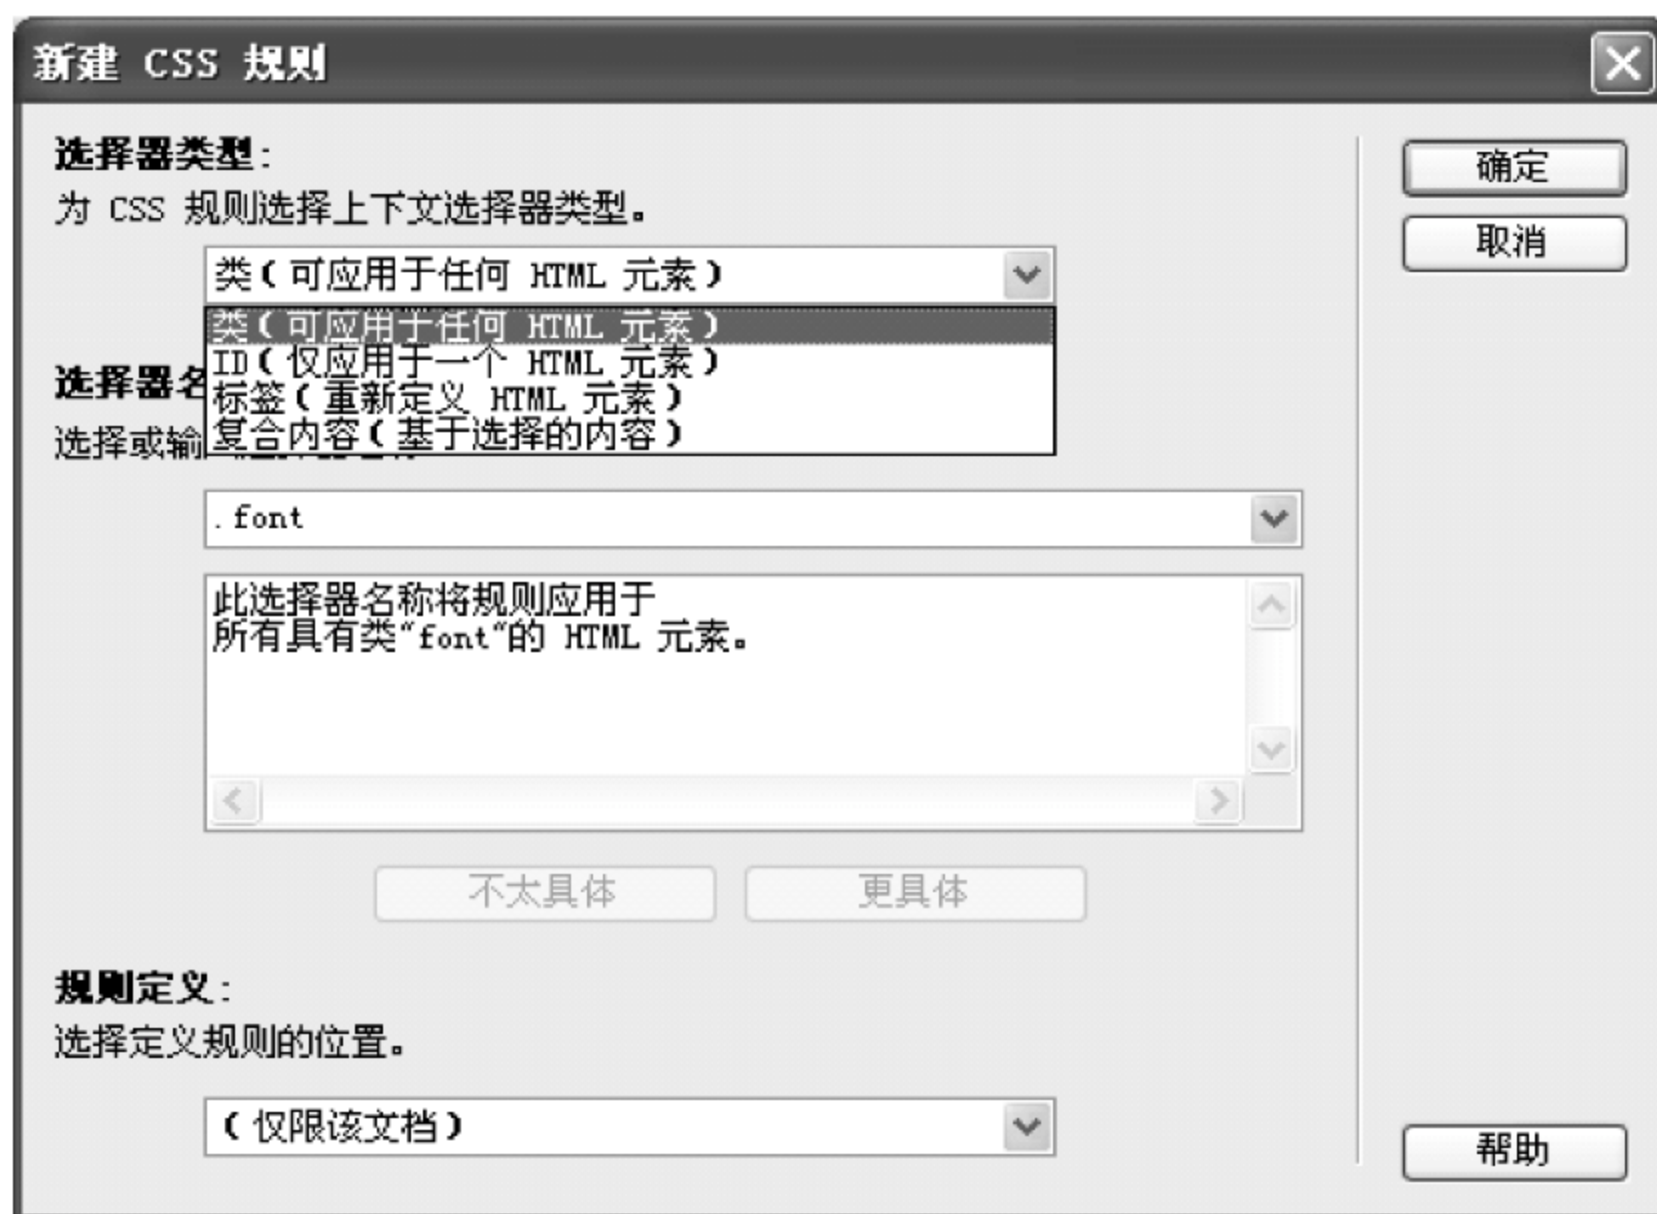 新建 CSS 规则
选择器类型:
为 CSS 规则选择上下文选择器类型。
类(可应用于任何 HTML 元素)
类(可应用于任何 HTML 元素)
ID(仅应用于一个 HTML 元素)
标签(重新定义 HTML 元素)
复合内容(基于选择的内容)
选择器名
选择或输
.font
此选择器名称将规则应用于
所有具有类“font“的 HTML 元素。
不太具体
更具体
规则定义:
选择定义规则的位置。
(仅限该文档)
确定
取消
帮助